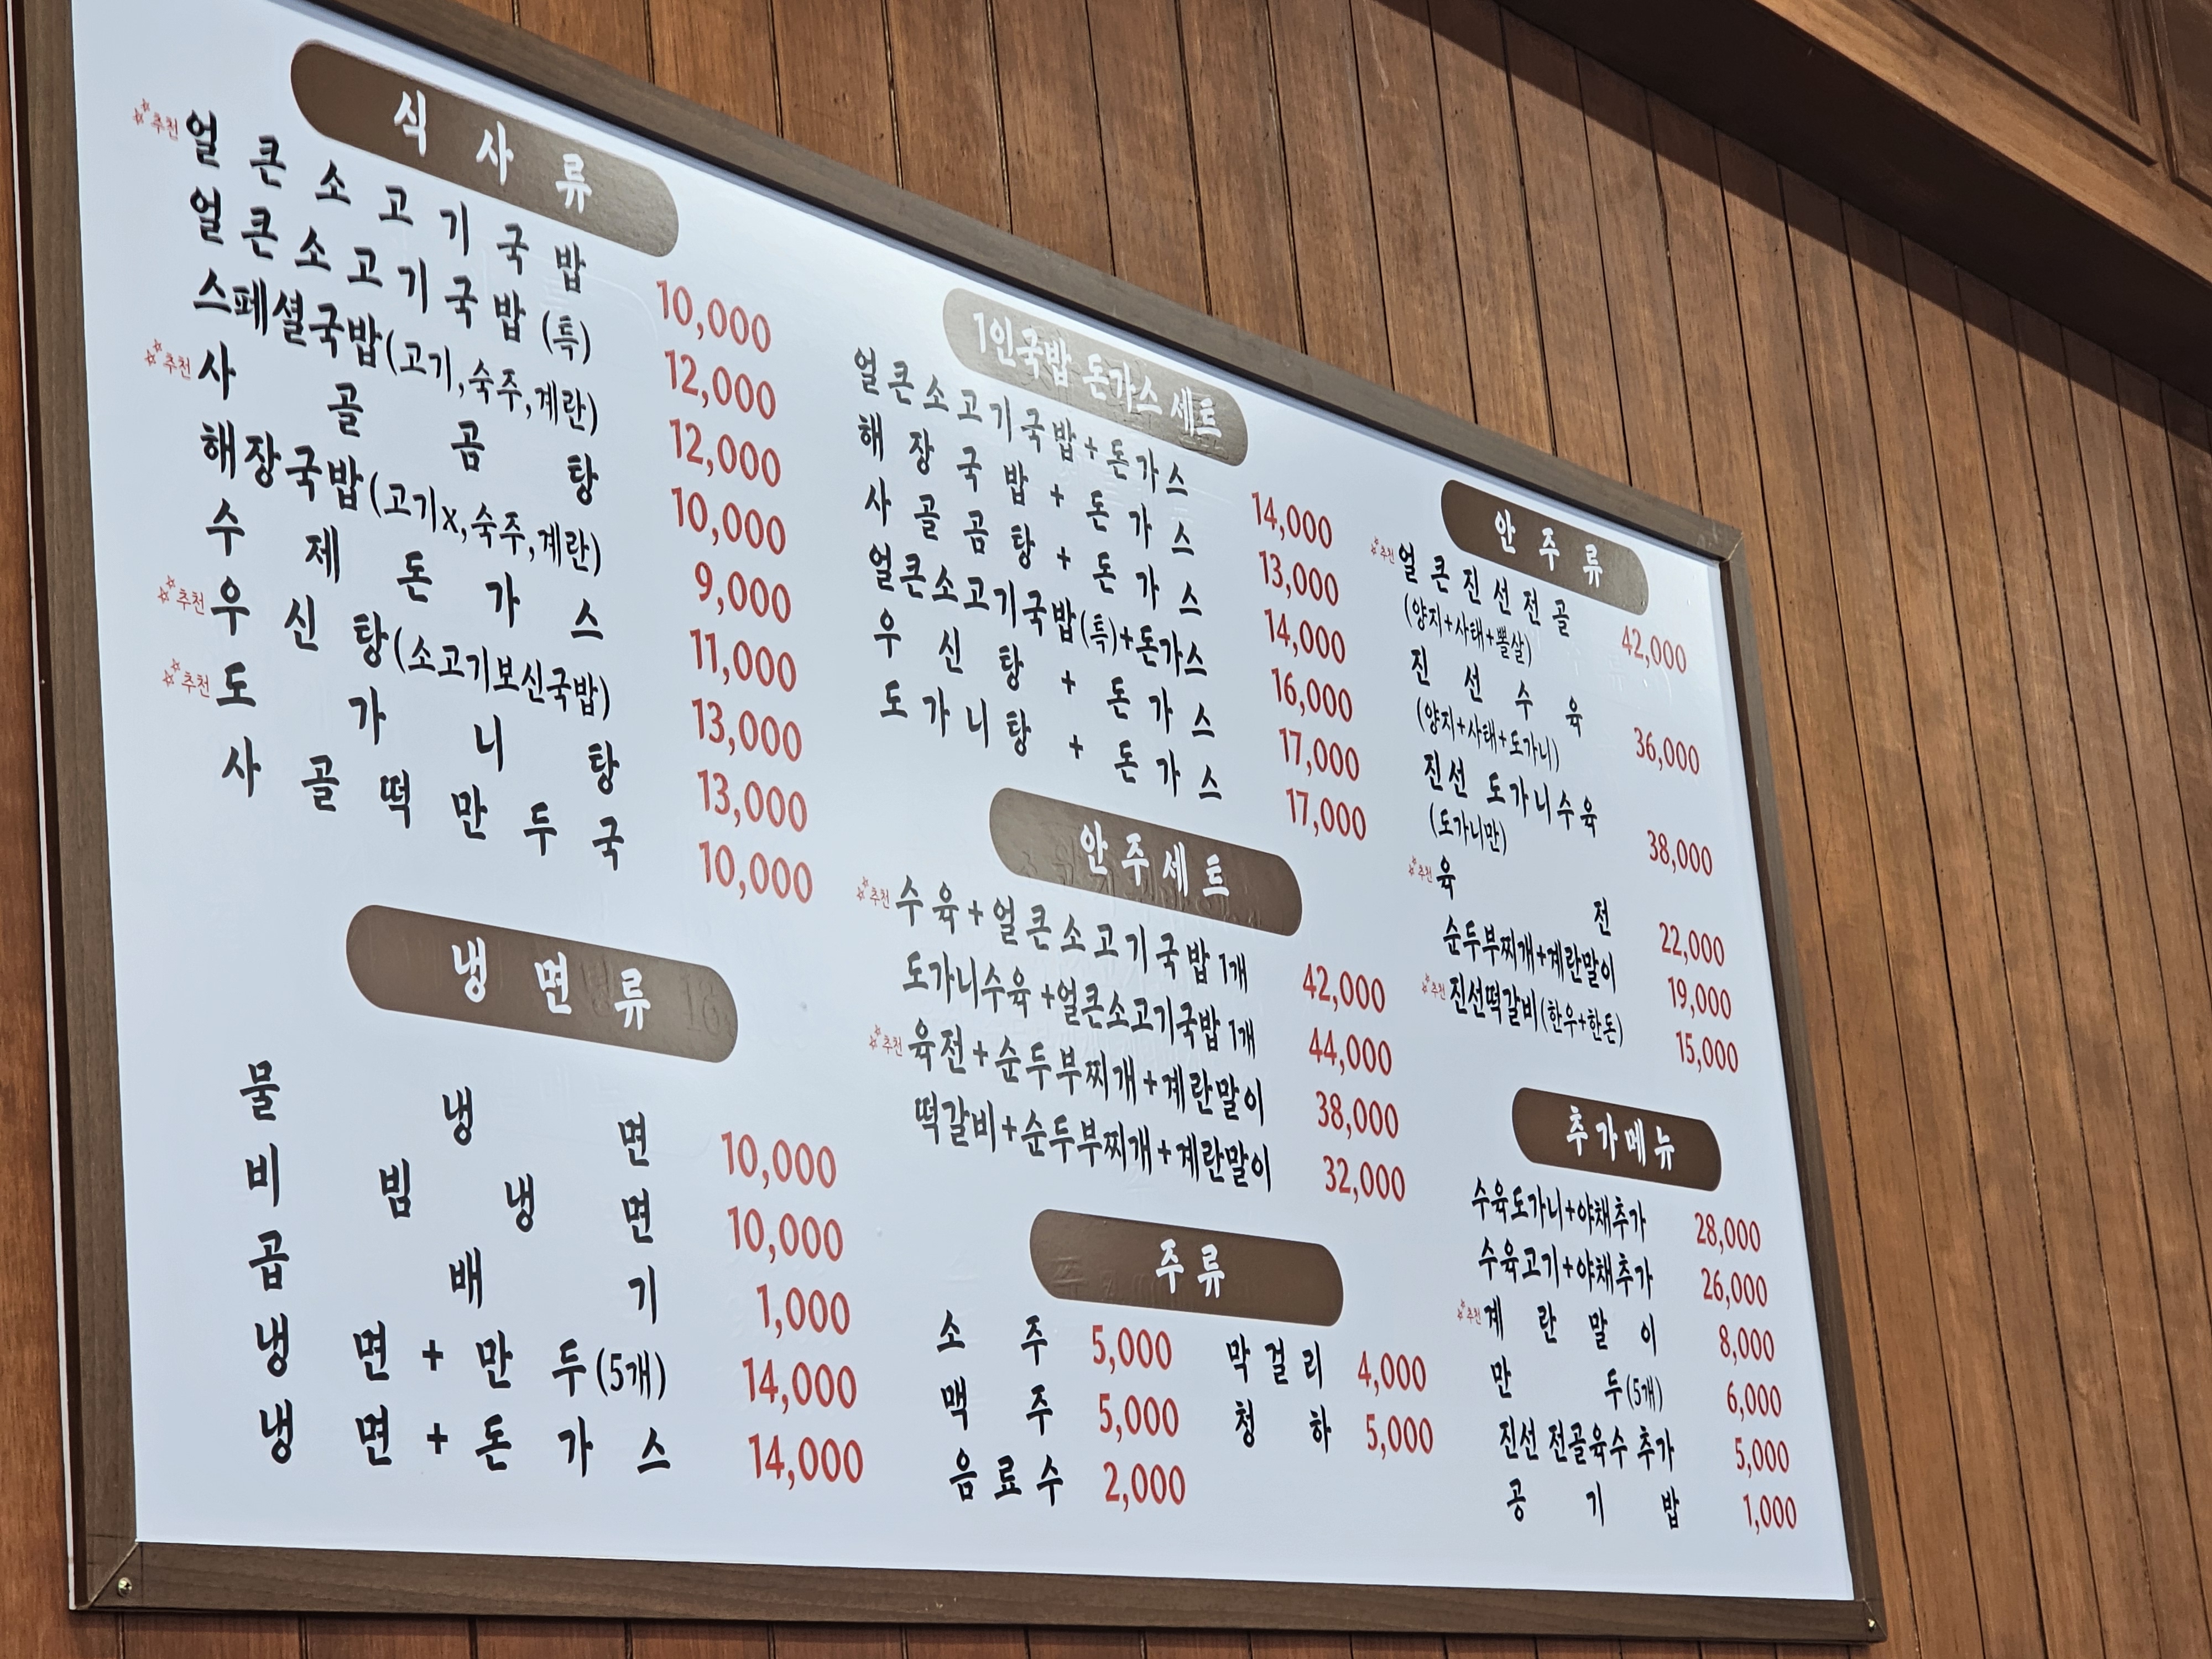 식사류
추천 얼큰소고기국밥 10,000
얼큰소고기국밥(특) 12,000
스페셜국밥(고기,숙주,계란) 12,000
추천 사골곰탕 10,000
해장국밥(고기x,숙주,계란) 9,000
수제돈가스 11,000
추천 우신탕(소고기보신국밥) 13,000
추천 도가니탕 13,000
사골떡만두국 10,000
냉면류
물냉면 10,000
비빔냉면 10,000
곱배기 1,000
냉면+만두(5개) 14,000
냉면+돈가스 14,000
1인국밥 돈가스 세트
얼큰소고기국밥+돈가스 14,000
해장국밥+돈가스 13,000
사골곰탕+돈가스 14,000
얼큰소고기국밥(특)+돈가스 16,000
우신탕+돈가스 17,000
도가니탕+돈가스 17,000
안주세트
추천 수육+얼큰소고기국밥 1개 42,000
도가니수육+얼큰소고기국밥 1개 44,000
추천 육전+순두부찌개+계란말이 38,000
떡갈비+순두부찌개+계란말이 32,000
주류
소주 5,000 막걸리 4,000
맥주 5,000 청하 5,000
음료수 2,000
안주류
추천 얼큰진선전골 42,000
(양지+사태+뽈살)
진선수육 36,000
(양지+사태+도가니)
진선 도가니수육 38,000
(도가니만)
추천 육전 22,000
순두부찌개+계란말이 19,000
추천 진선떡갈비(한우+한돈) 15,000
추가메뉴
수육도가니+야채추가 28,000
수육고기+야채추가 26,000
추천 계란말이 8,000
만두(5개) 6,000
진선 전골육수 추가 5,000
공기밥 1,000